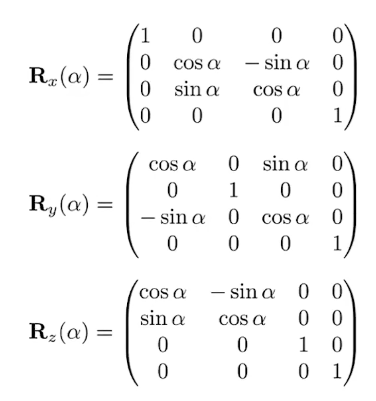 1 0 0 0
0 cos α − sin α 0
R_x(α) =
0 sin α cos α 0
0 0 0 1
cos α 0 sin α 0
0 1 0 0
R_y(α) =
− sin α 0 cos α 0
0 0 0 1
cos α − sin α 0 0
sin α cos α 0 0
R_z(α) =
0 0 1 0
0 0 0 1